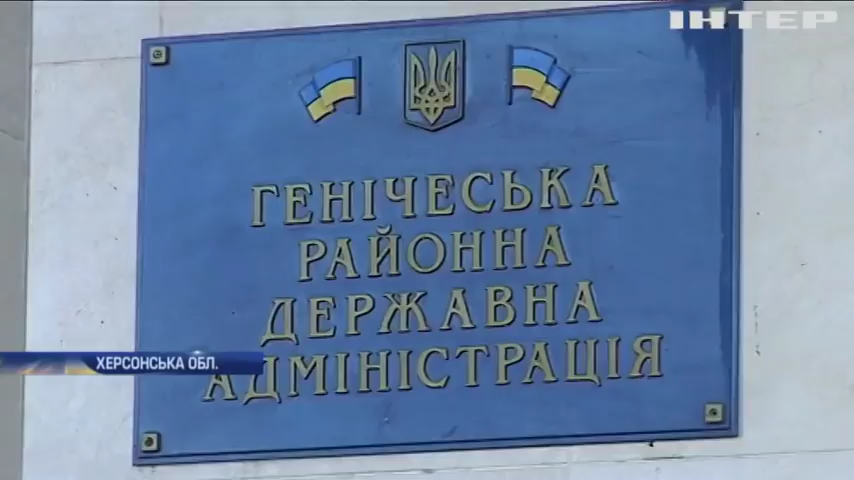 ІНТЕР
ГЕНІЧЕСЬКА
РАЙОННА
ДЕРЖАВНА
АДМІНІСТРАЦІЯ
ХЕРСОНСЬКА ОБЛ.